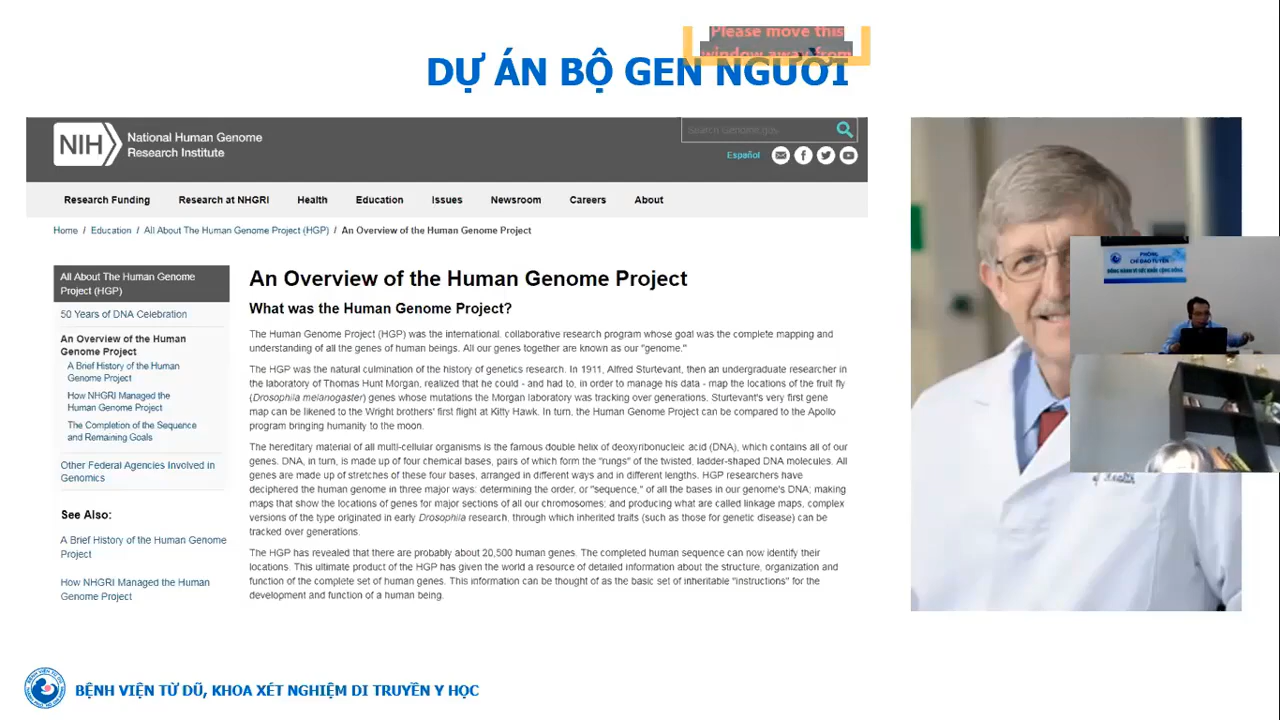 Please move this
window away from
DỰ ÁN BỘ GEN NGƯỜI
NIH
National Human Genome
Research Institute
Search Genome.gov
Español
Research Funding
Research at NHGRI
Health
Education
Issues
Newsroom
Careers
About
Home / Education / All About The Human Genome Project (HGP) / An Overview of the Human Genome Project
All About The Human Genome
Project (HGP)
50 Years of DNA Celebration
An Overview of the Human
Genome Project
A Brief History of the Human
Genome Project
How NHGRI Managed the
Human Genome Project
The Completion of the Sequence
and Remaining Goals
Other Federal Agencies Involved in
Genomics
See Also:
A Brief History of the Human Genome
Project
How NHGRI Managed the Human
Genome Project
An Overview of the Human Genome Project
What was the Human Genome Project?
The Human Genome Project (HGP) was the international, collaborative research program whose goal was the complete mapping and
understanding of all the genes of human beings. All our genes together are known as our "genome."
The HGP was the natural culmination of the history of genetics research. In 1911, Alfred Sturtevant, then an undergraduate researcher in
the laboratory of Thomas Hunt Morgan, realized that he could - and had to, in order to manage his data - map the locations of the fruit fly
(Drosophila melanogaster) genes whose mutations the Morgan laboratory was tracking over generations. Sturtevant's very first gene
map can be likened to the Wright brothers' first flight at Kitty Hawk. In turn, the Human Genome Project can be compared to the Apollo
program bringing humanity to the moon.
The hereditary material of all multi-cellular organisms is the famous double helix of deoxyribonucleic acid (DNA), which contains all of our
genes. DNA, in turn, is made up of four chemical bases, pairs of which form the "rungs" of the twisted, ladder-shaped DNA molecules. All
genes are made up of stretches of these four bases, arranged in different ways and in different lengths. HGP researchers have
deciphered the human genome in three major ways: determining the order, or "sequence," of all the bases in our genome's DNA; making
maps that show the locations of genes for major sections of all our chromosomes; and producing what are called linkage maps, complex
versions of the type originated in early Drosophila research, through which inherited traits (such as those for genetic disease) can be
tracked over generations.
The HGP has revealed that there are probably about 20,500 human genes. The completed human sequence can now identify their
locations. This ultimate product of the HGP has given the world a resource of detailed information about the structure, organization and
function of the complete set of human genes. This information can be thought of as the basic set of inheritable "instructions" for the
development and function of a human being.
PHÒNG
CHỈ ĐẠO TUYẾN
ĐỒNG HÀNH VÌ SỨC KHỎE CỘNG ĐỒNG
of Health
BỆNH VIỆN TỪ DŨ, KHOA XÉT NGHIỆM DI TRUYỀN Y HỌC